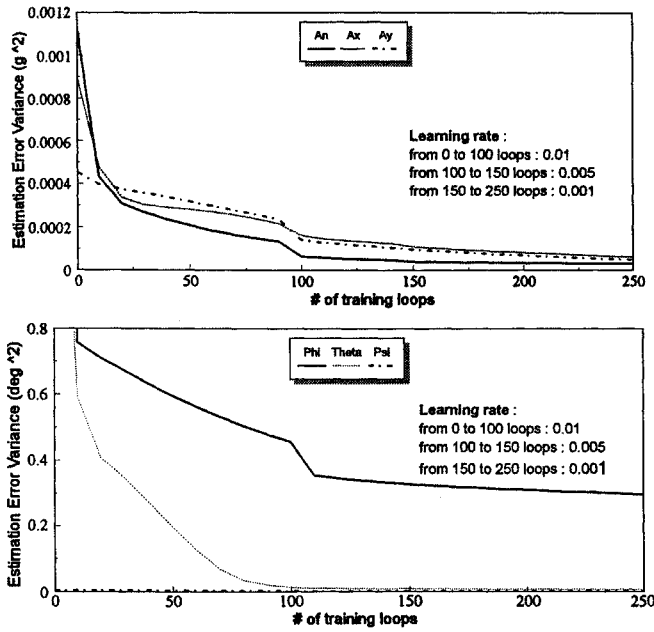 0.0012
0.001
0.0008
0.0006
0.0004
0.0002
0
Estimation Error Variance (g ^2)
An Ax Ay
Learning rate :
from 0 to 100 loops : 0.01
from 100 to 150 loops : 0.005
from 150 to 250 loops : 0.001
0 50 100 150 200 250
# of training loops
0.8
0.6
0.4
0.2
0
Estimation Error Variance (deg ^2)
Phi Theta Psi
Learning rate :
from 0 to 100 loops : 0.01
from 100 to 150 loops : 0.005
from 150 to 250 loops : 0.001
0 50 100 150 200 250
# of training loops